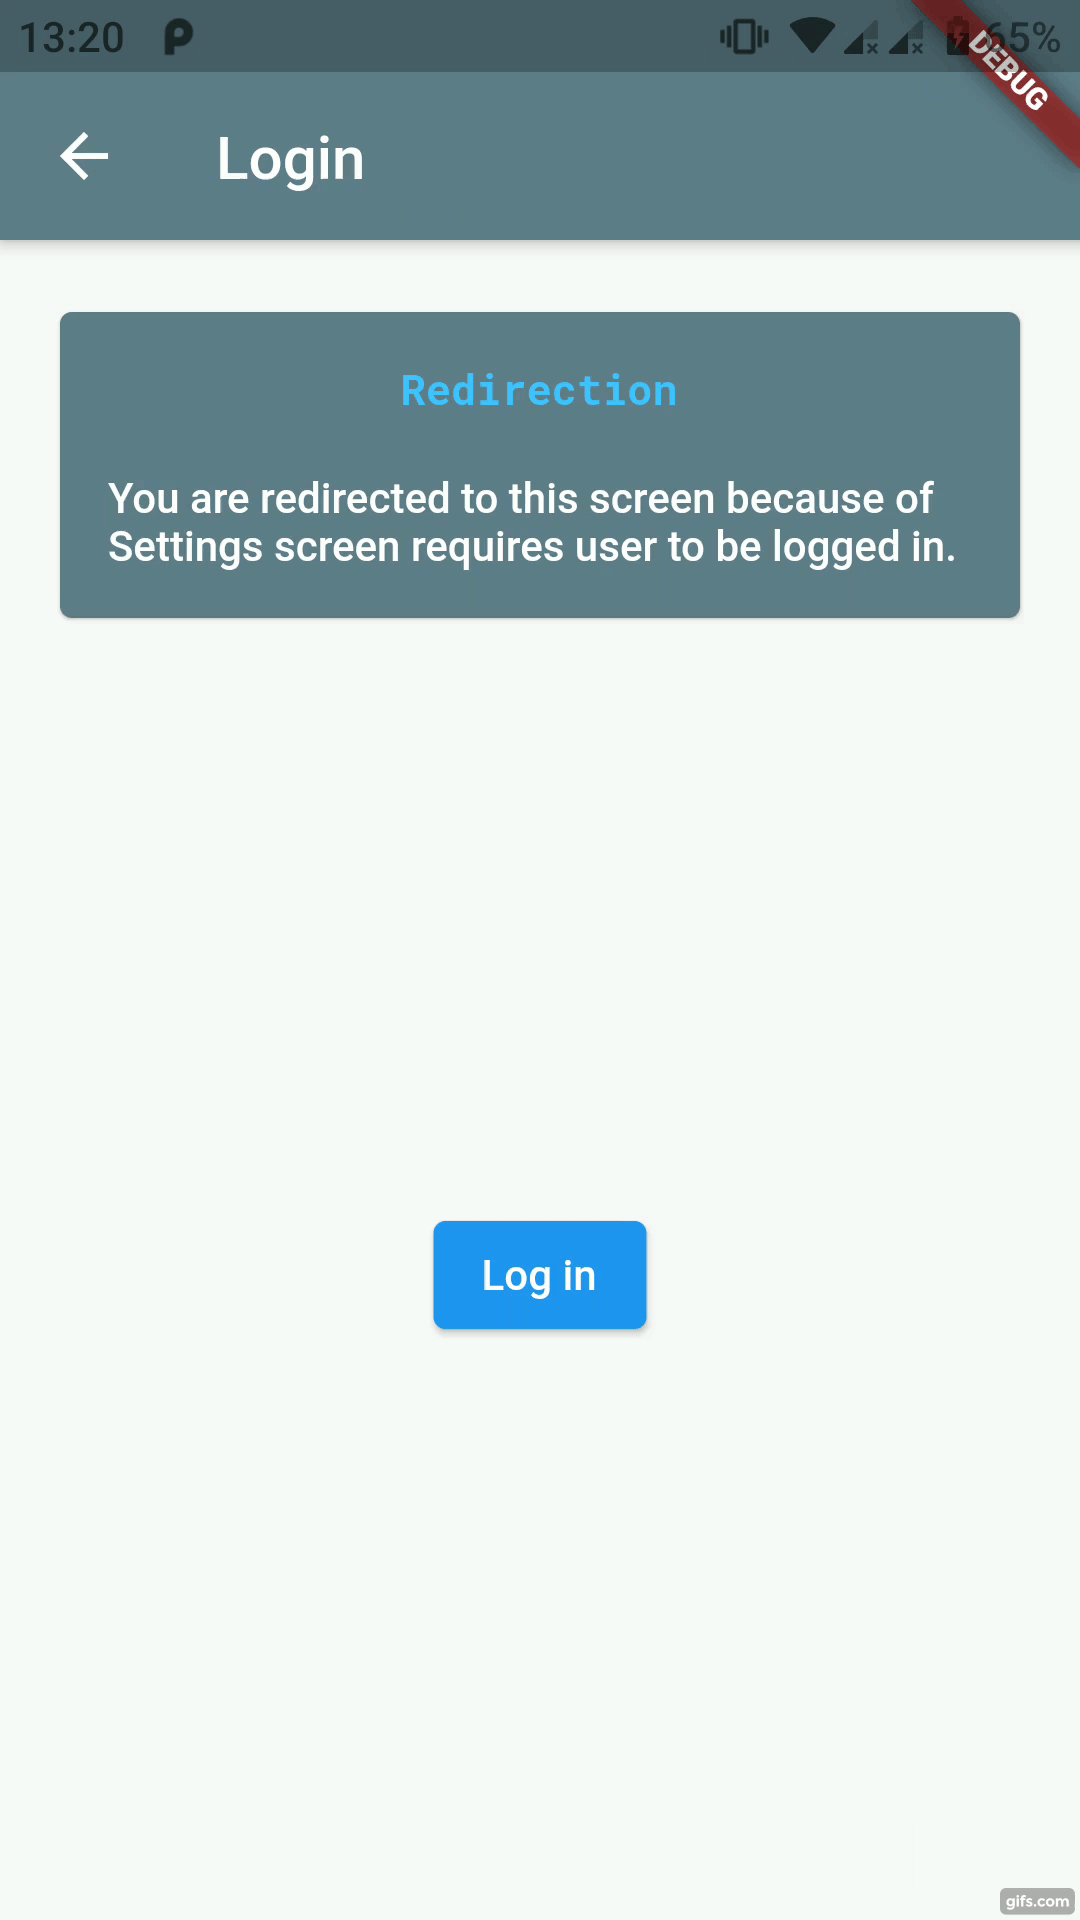 13:20
65%
DEBUG
Login
Redirection
You are redirected to this screen because of
Settings screen requires user to be logged in.
Log in
gifs.com